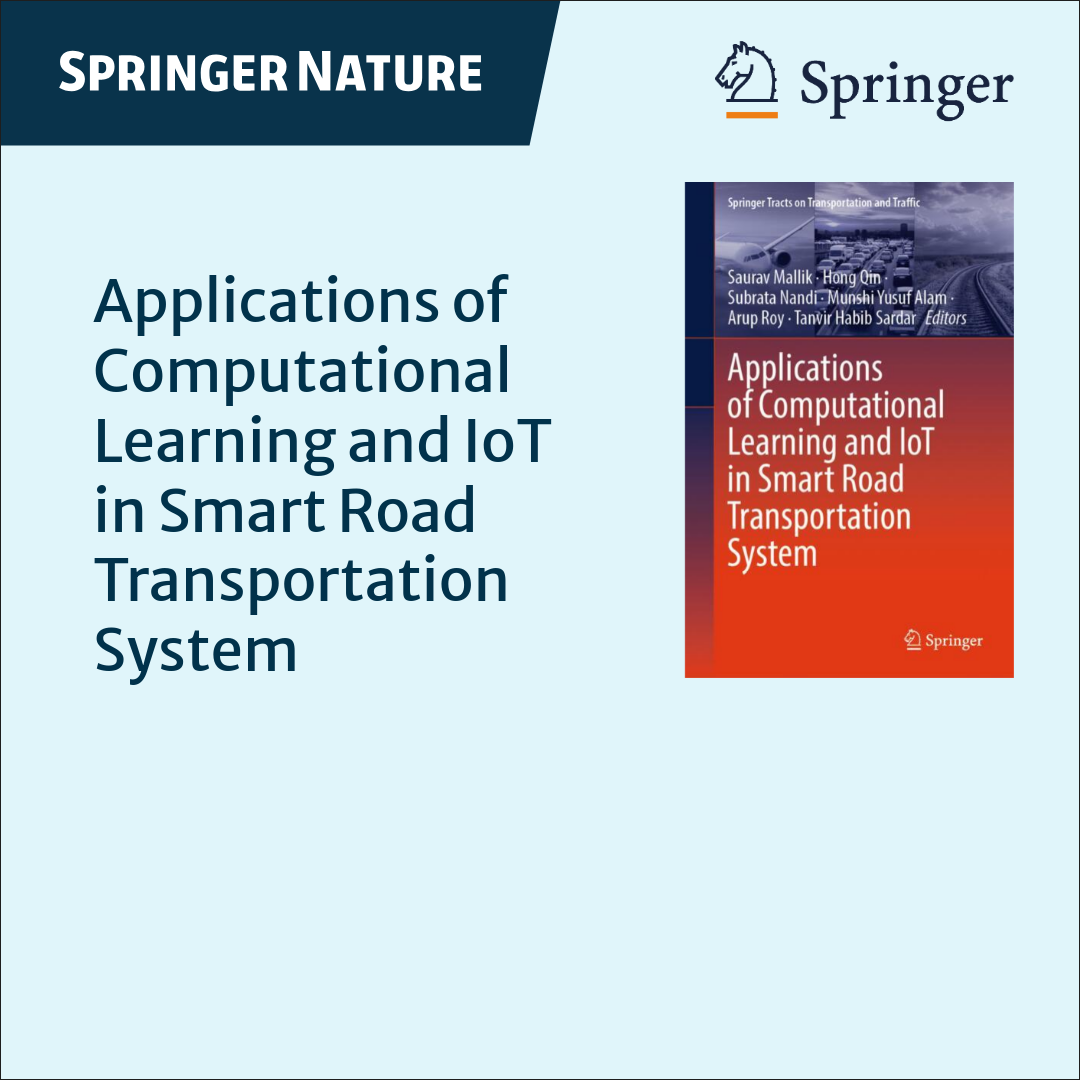 SPRINGER NATURE
Springer
Applications of
Computational
Learning and IoT
in Smart Road
Transportation
System
Springer Tracts on Transportation and Traffic
Saurav Mallik · Hong Qin ·
Subrata Nandi · Munshi Yusuf Alam ·
Arup Roy · Tanvir Habib Sardar Editors
Applications
of Computational
Learning and IoT
in Smart Road
Transportation
System
Springer